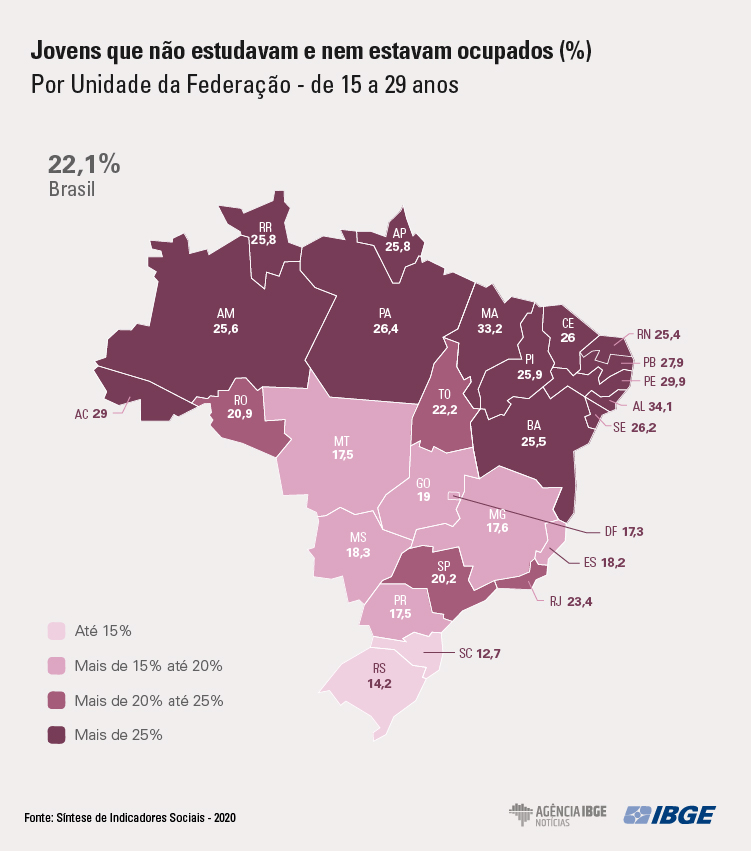 Jovens que não estudavam e nem estavam ocupados (%)
Por Unidade da Federação - de 15 a 29 anos
22,1%
Brasil
RR
25,8
AP
25,8
AM
25,6
PA
26,4
MA
33,2
CE
26
RN 25,4
PI
25,9
PB 27,9
PE 29,9
AC 29
RO
20,9
TO
22,2
AL 34,1
SE 26,2
BA
25,5
MT
17,5
GO
19
MG
17,6
DF 17,3
MS
18,3
ES 18,2
SP
20,2
RJ 23,4
PR
17,5
SC 12,7
RS
14,2
Até 15%
Mais de 15% até 20%
Mais de 20% até 25%
Mais de 25%
Fonte: Síntese de Indicadores Sociais - 2020
AGÊNCIA IBGE
NOTÍCIAS
IBGE